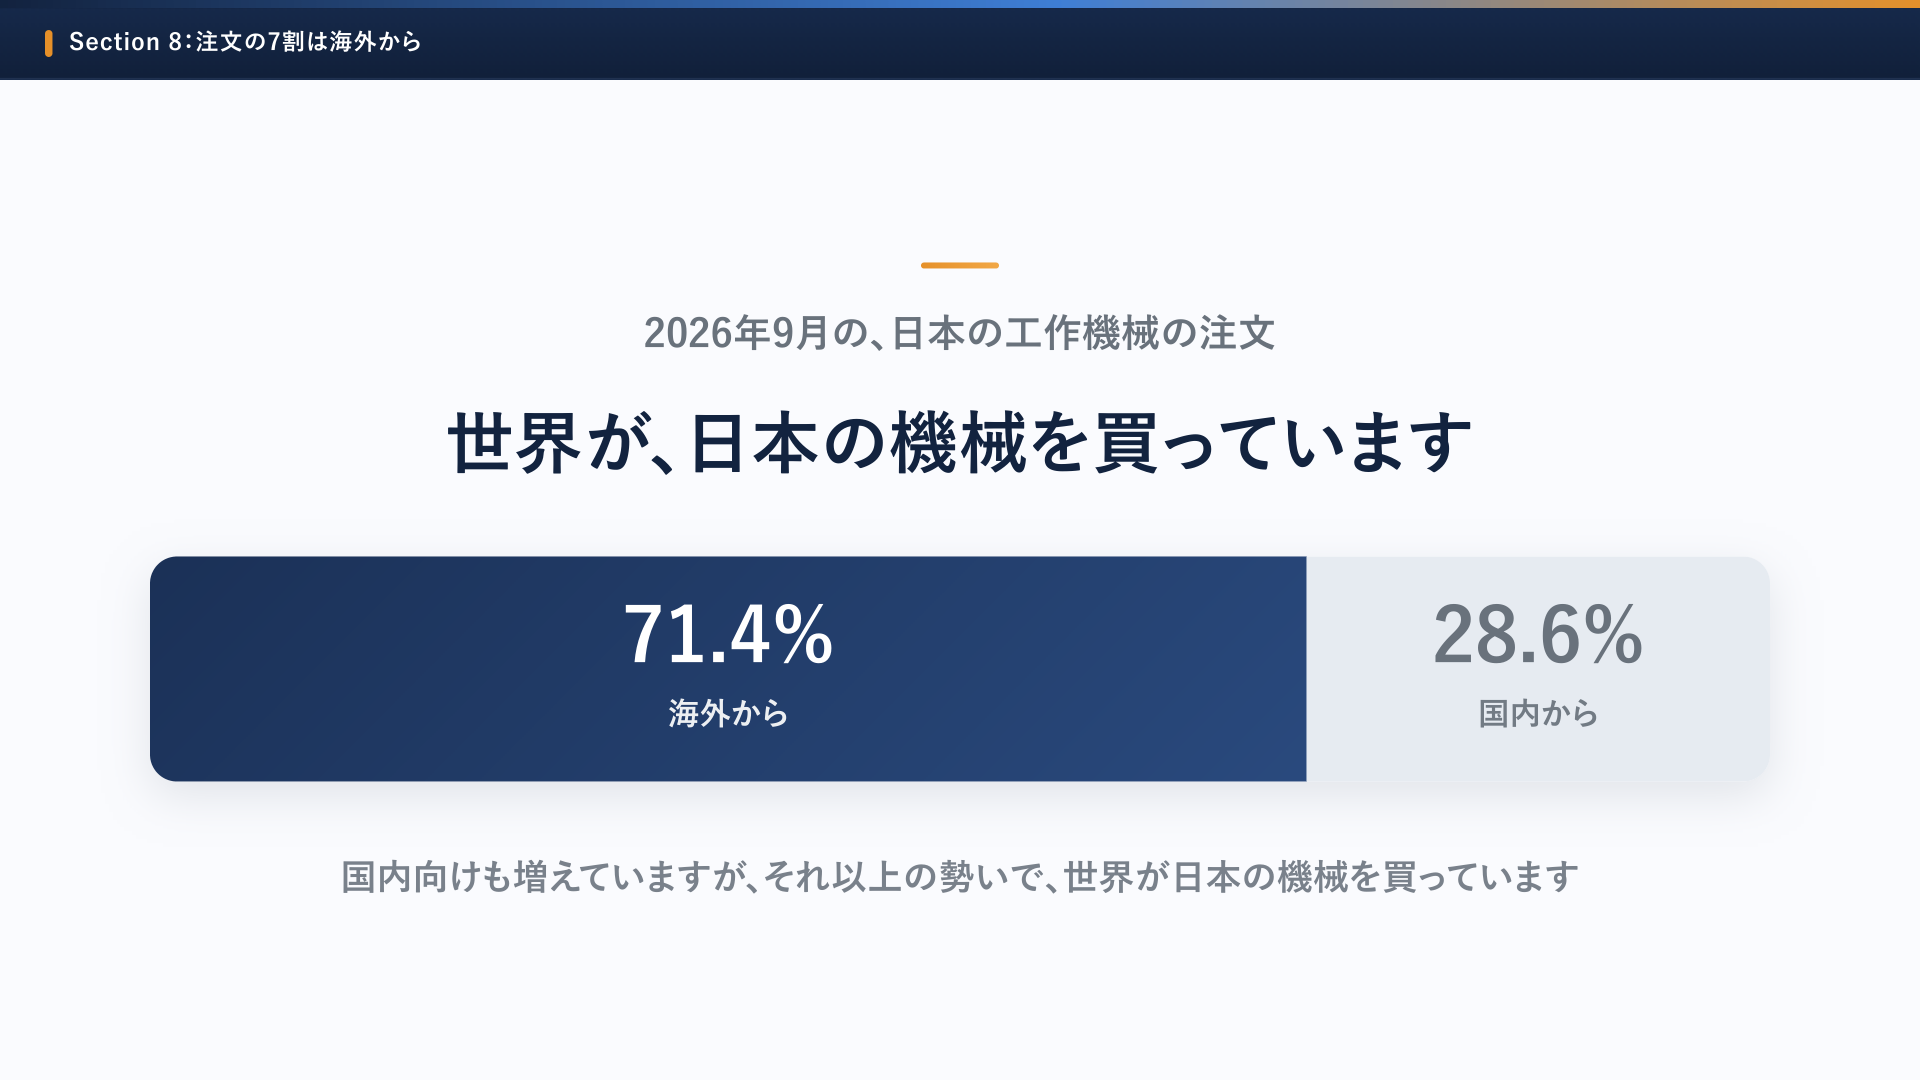 Section 8：注文の7割は海外から
2026年9月の、日本の工作機械の注文
世界が、日本の機械を買っています
71.4%
海外から
28.6%
国内から
国内向けも増えていますが、それ以上の勢いで、世界が日本の機械を買っています